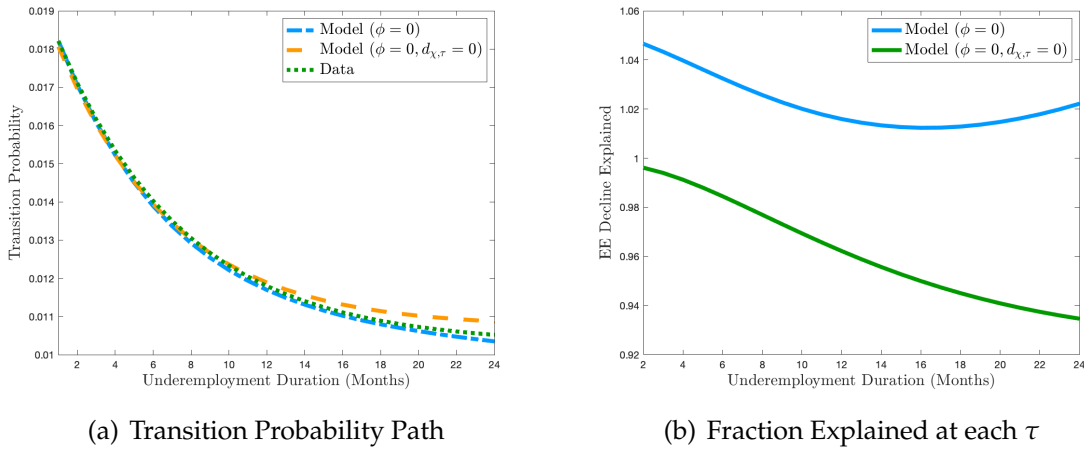 0.019
0.018
0.017
0.016
0.015
0.014
0.013
0.012
0.011
0.01
Transition Probability
Model (ϕ = 0)
Model (ϕ = 0, dχ,τ = 0)
Data
2 4 6 8 10 12 14 16 18 20 22 24
Underemployment Duration (Months)
(a) Transition Probability Path
1.06
1.04
1.02
1
0.98
0.96
0.94
0.92
EE Decline Explained
Model (ϕ = 0)
Model (ϕ = 0, dχ,τ = 0)
2 4 6 8 10 12 14 16 18 20 22 24
Underemployment Duration (Months)
(b) Fraction Explained at each τ